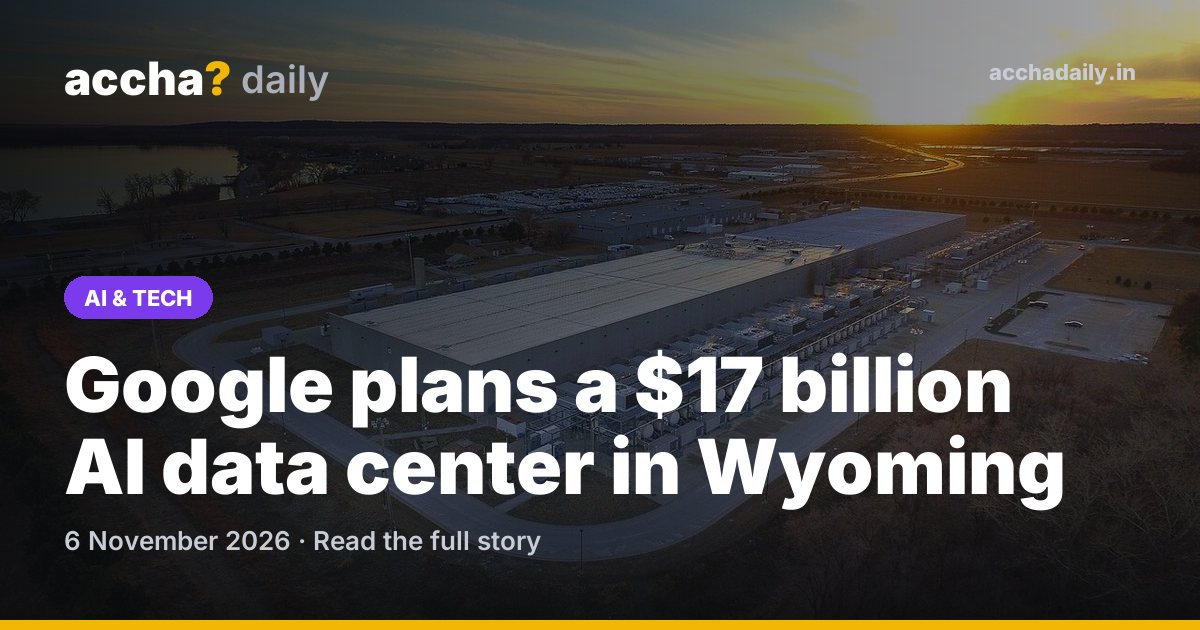 accha? daily
acchadaily.in
AI & TECH
Google plans a $17 billion
AI data center in Wyoming
6 November 2026 · Read the full story